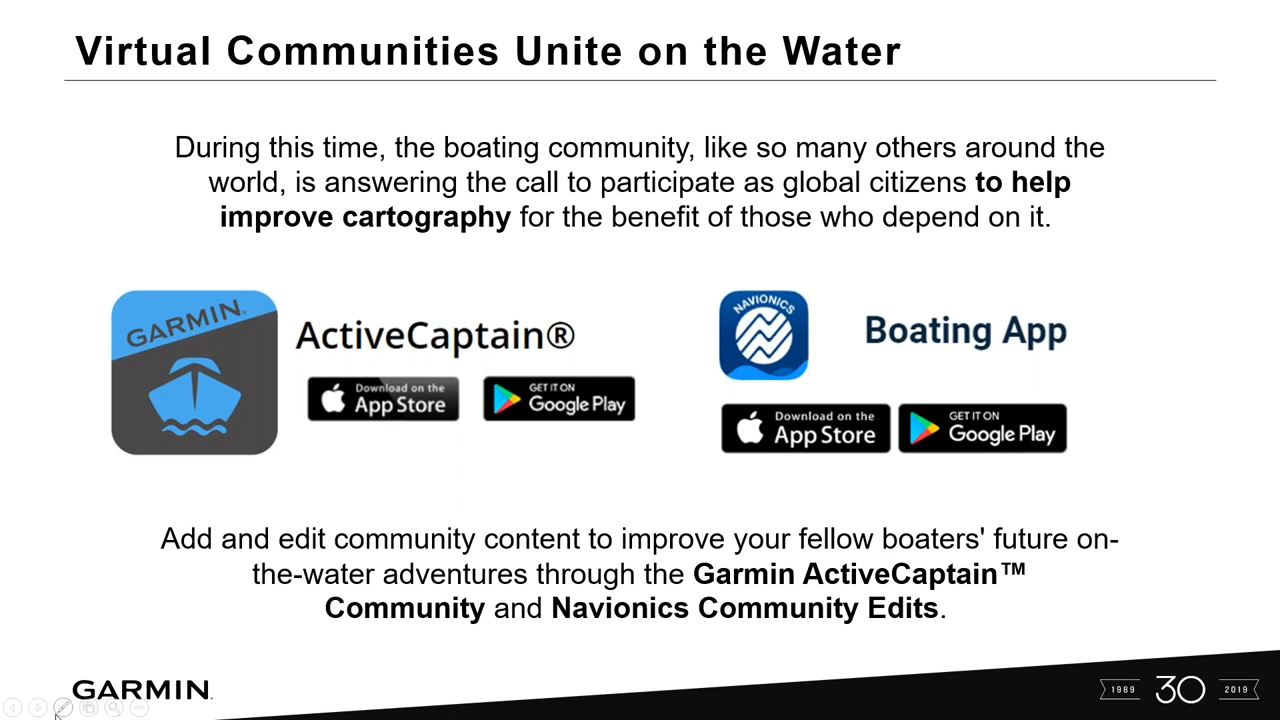 Virtual Communities Unite on the Water
During this time, the boating community, like so many others around the
world, is answering the call to participate as global citizens to help
improve cartography for the benefit of those who depend on it.
GARMIN.
ActiveCaptain®
Download on the
App Store
GET IT ON
Google Play
NAVIONICS
Boating App
Download on the
App Store
GET IT ON
Google Play
Add and edit community content to improve your fellow boaters' future on-
the-water adventures through the Garmin ActiveCaptain™
Community and Navionics Community Edits.
GARMIN.
1989 30 2019